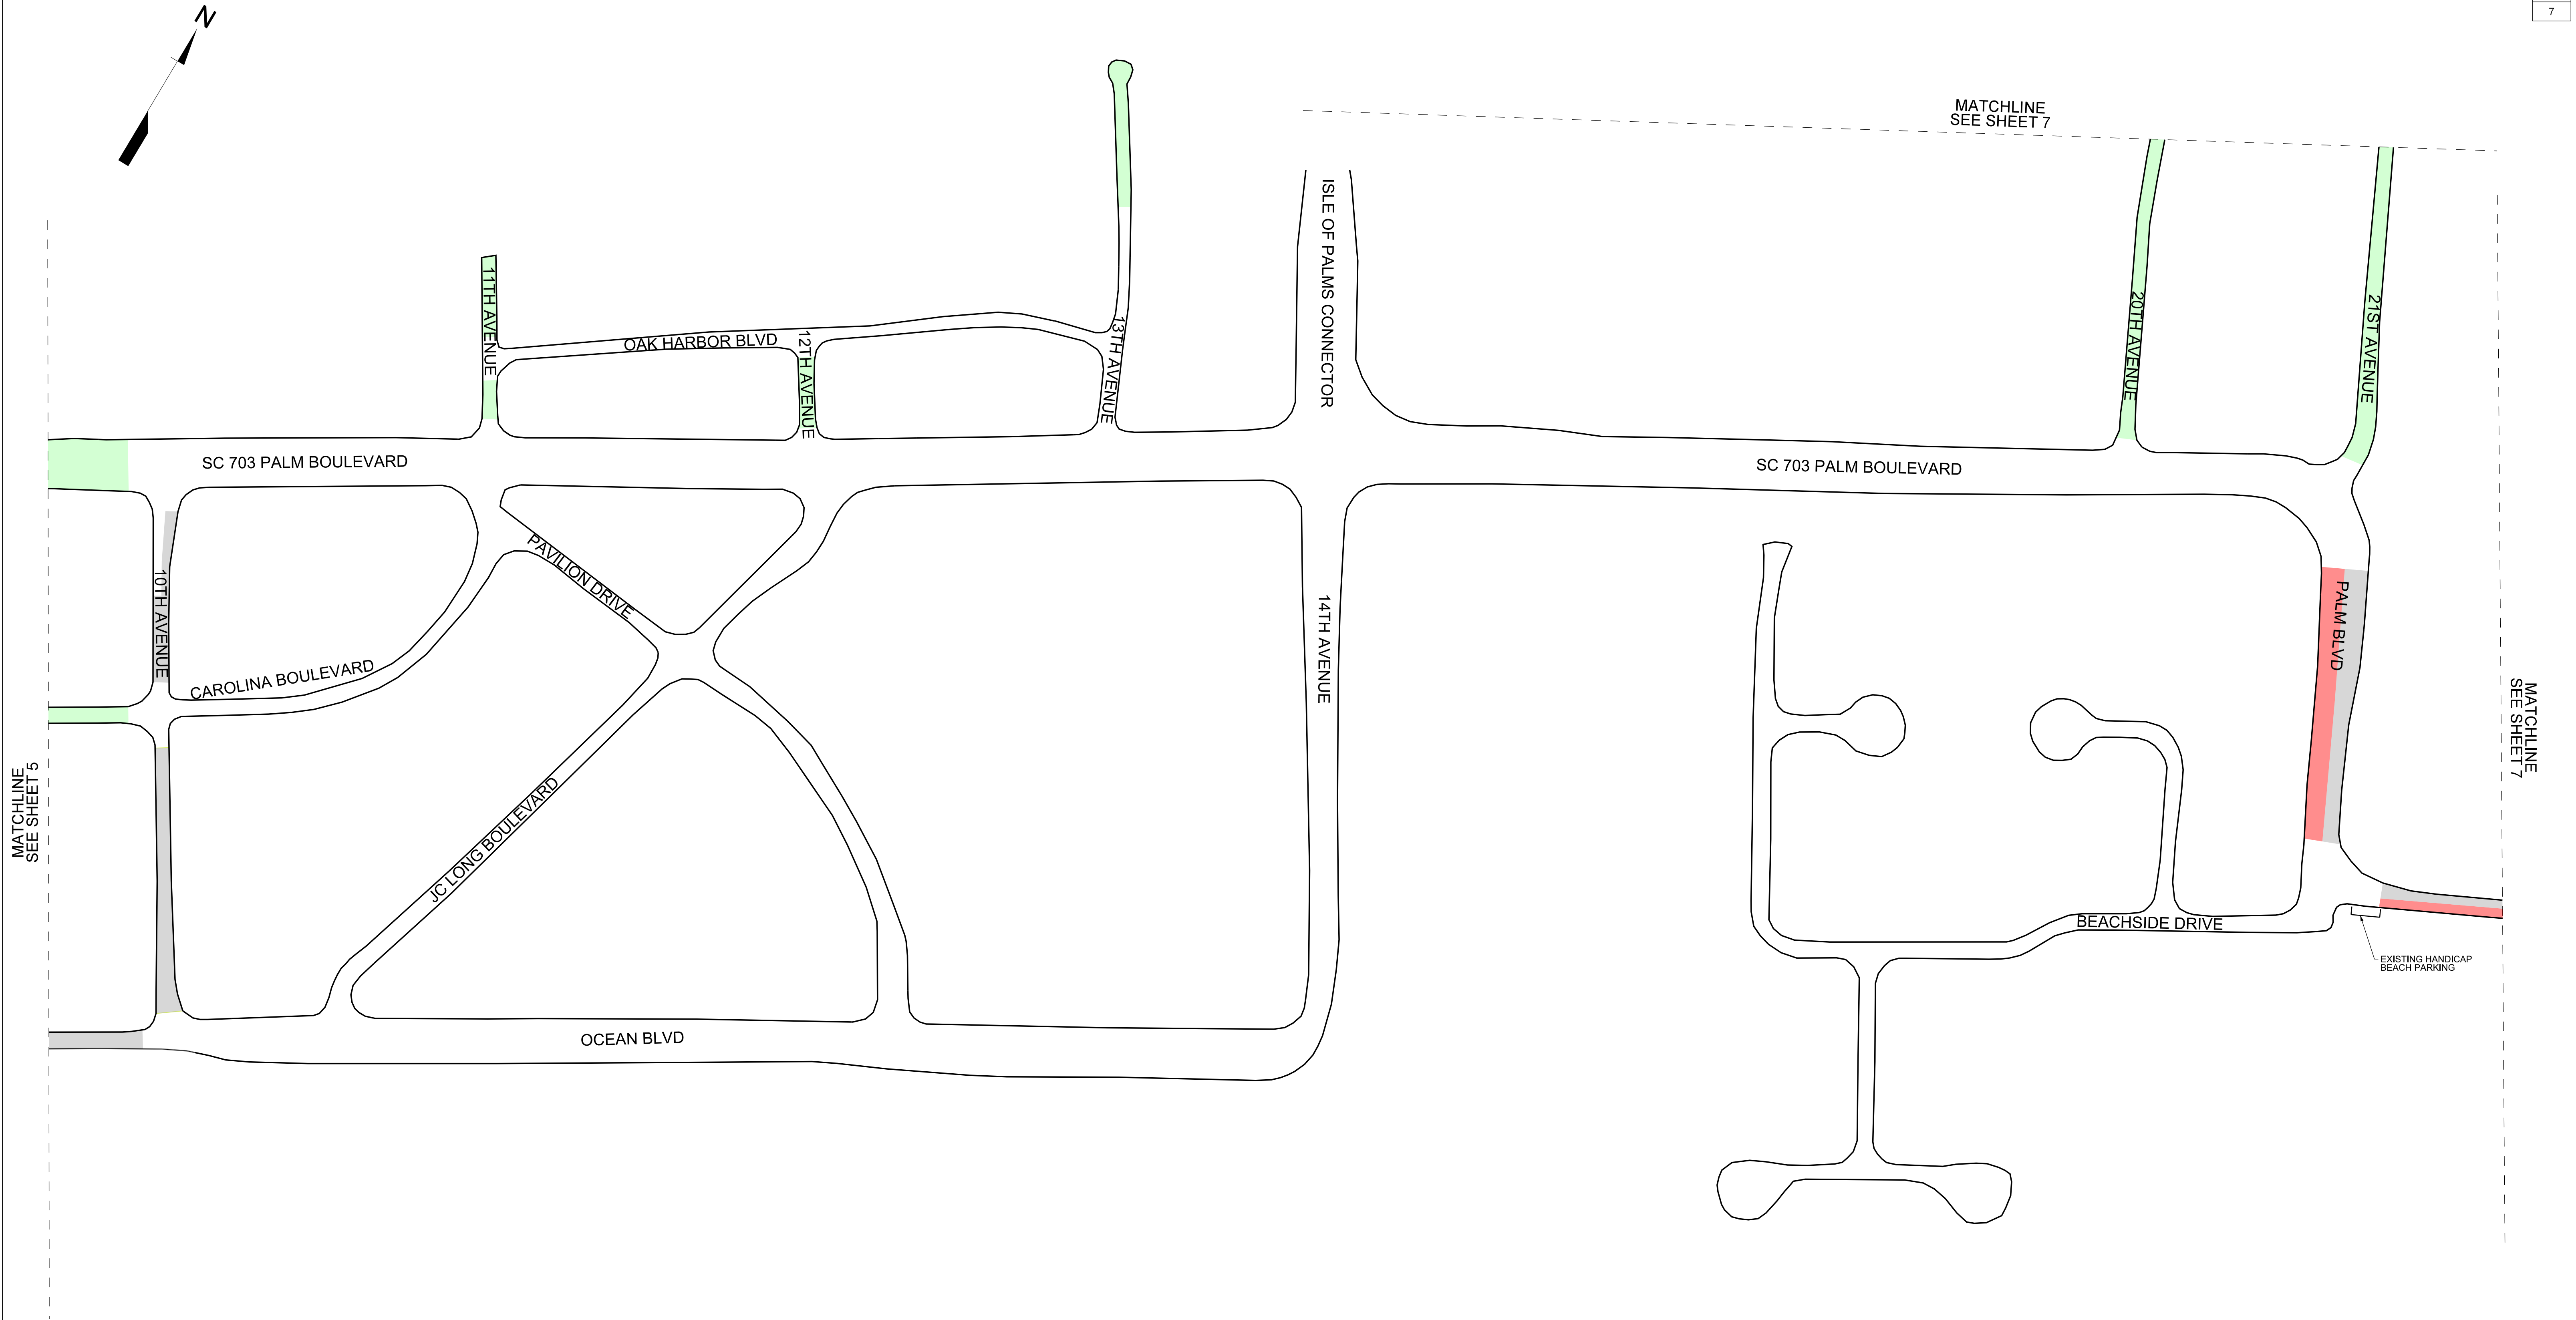 N
7
MATCHLINE
SEE SHEET 7
ISLE OF PALMS CONNECTOR
11TH AVENUE
OAK HARBOR BLVD
12TH AVENUE
13TH AVENUE
20TH AVENUE
21ST AVENUE
SC 703 PALM BOULEVARD
SC 703 PALM BOULEVARD
10TH AVENUE
PAVILION DRIVE
14TH AVENUE
PALM BLVD
CAROLINA BOULEVARD
MATCHLINE
SEE SHEET 7
MATCHLINE
SEE SHEET 5
JC LONG BOULEVARD
BEACHSIDE DRIVE
EXISTING HANDICAP
BEACH PARKING
OCEAN BLVD